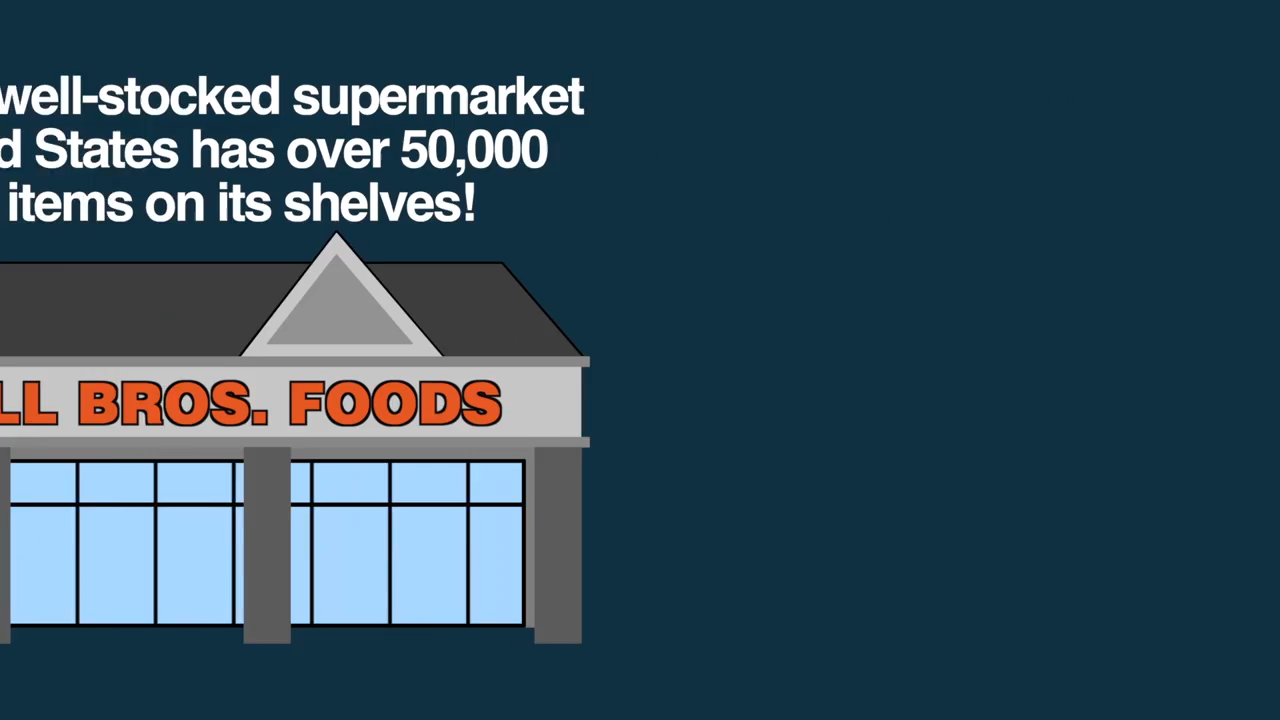 well-stocked supermarket
d States has over 50,000
items on its shelves!
LL BROS. FOODS